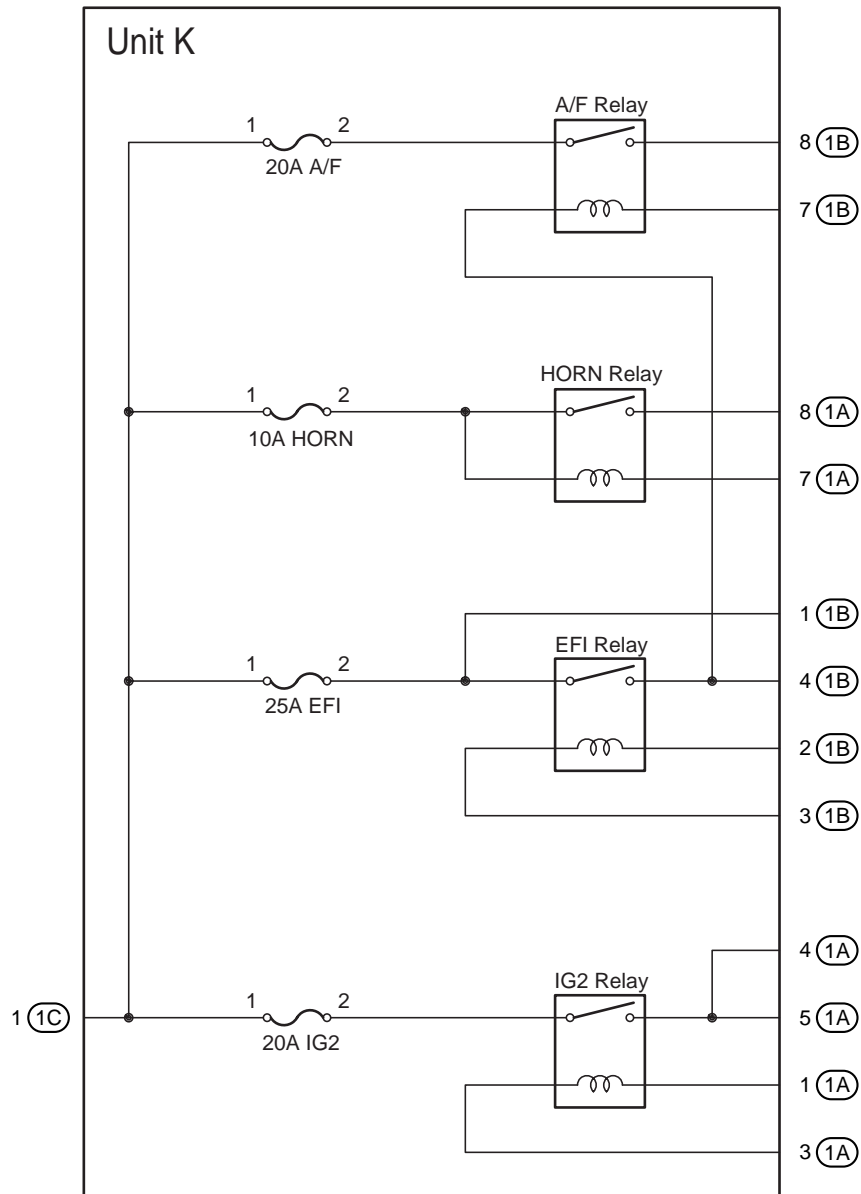 Unit K
A/F Relay
1 2
20A A/F
8 1B
7 1B
HORN Relay
1 2
10A HORN
8 1A
7 1A
1 1B
EFI Relay
1 2
25A EFI
4 1B
2 1B
3 1B
4 1A
IG2 Relay
1 1C
1 2
20A IG2
5 1A
1 1A
3 1A